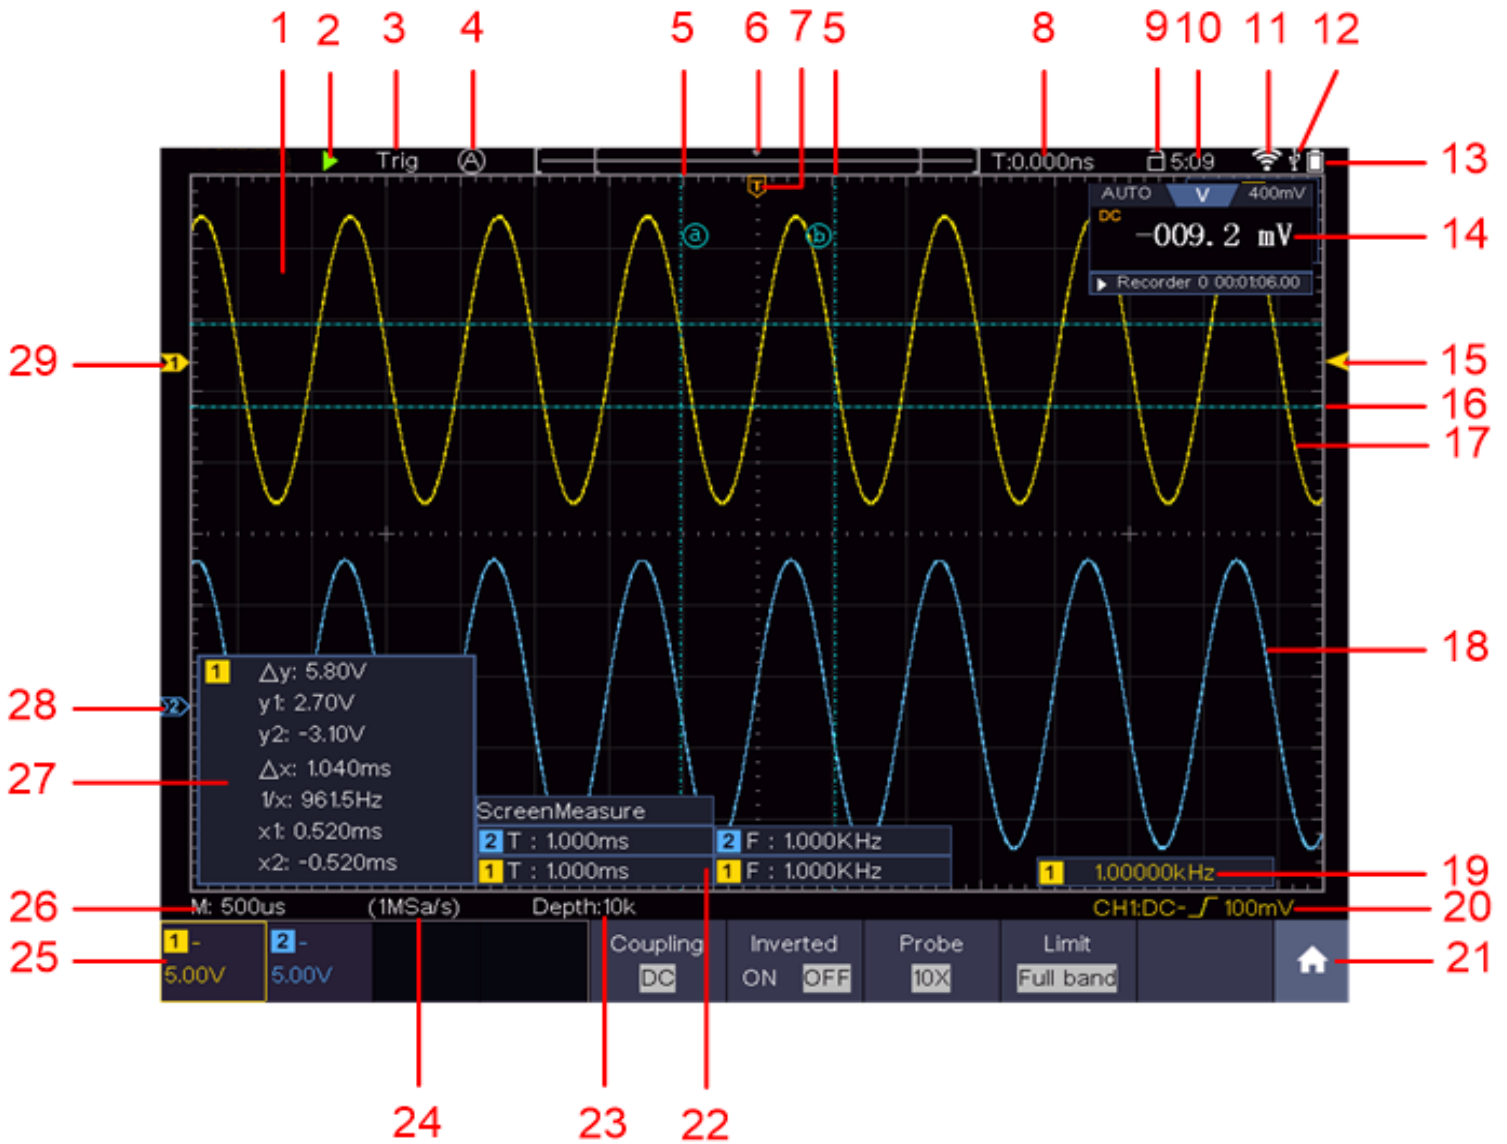 1 2 3 4 5 6 7 5 8 9 10 11 12
Trig A T:0.000ns 5:09 13
T
AUTO V 400mV
a b DC -009.2 mV 14
Recorder 0 00:01:06.00
29 1 15
16
17
18
1 △y: 5.80V
28 2 y1: 2.70V
y2: -3.10V
27 △x: 1.040ms
1/x: 961.5Hz
ScreenMeasure
x1: 0.520ms
2 T : 1.000ms 2 F : 1.000KHz
x2: -0.520ms
1 T : 1.000ms 1 F : 1.000KHz 1 1.00000kHz 19
26 M: 500us (1MSa/s) Depth:10k CH1:DC- 100mV 20
1 - 2 - Coupling Inverted Probe Limit
25 5.00V 5.00V DC ON OFF 10X Full band 21
24 23 22